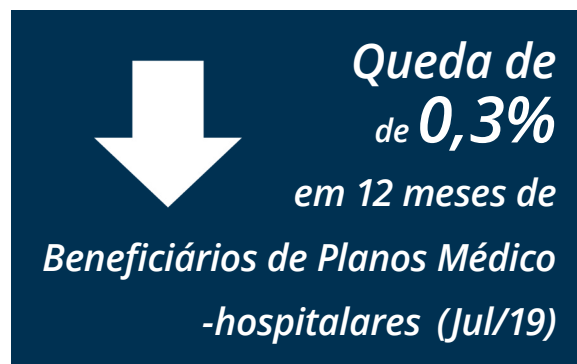 Queda de
de 0,3%
em 12 meses de
Beneficiários de Planos Médico
-hospitalares (Jul/19)